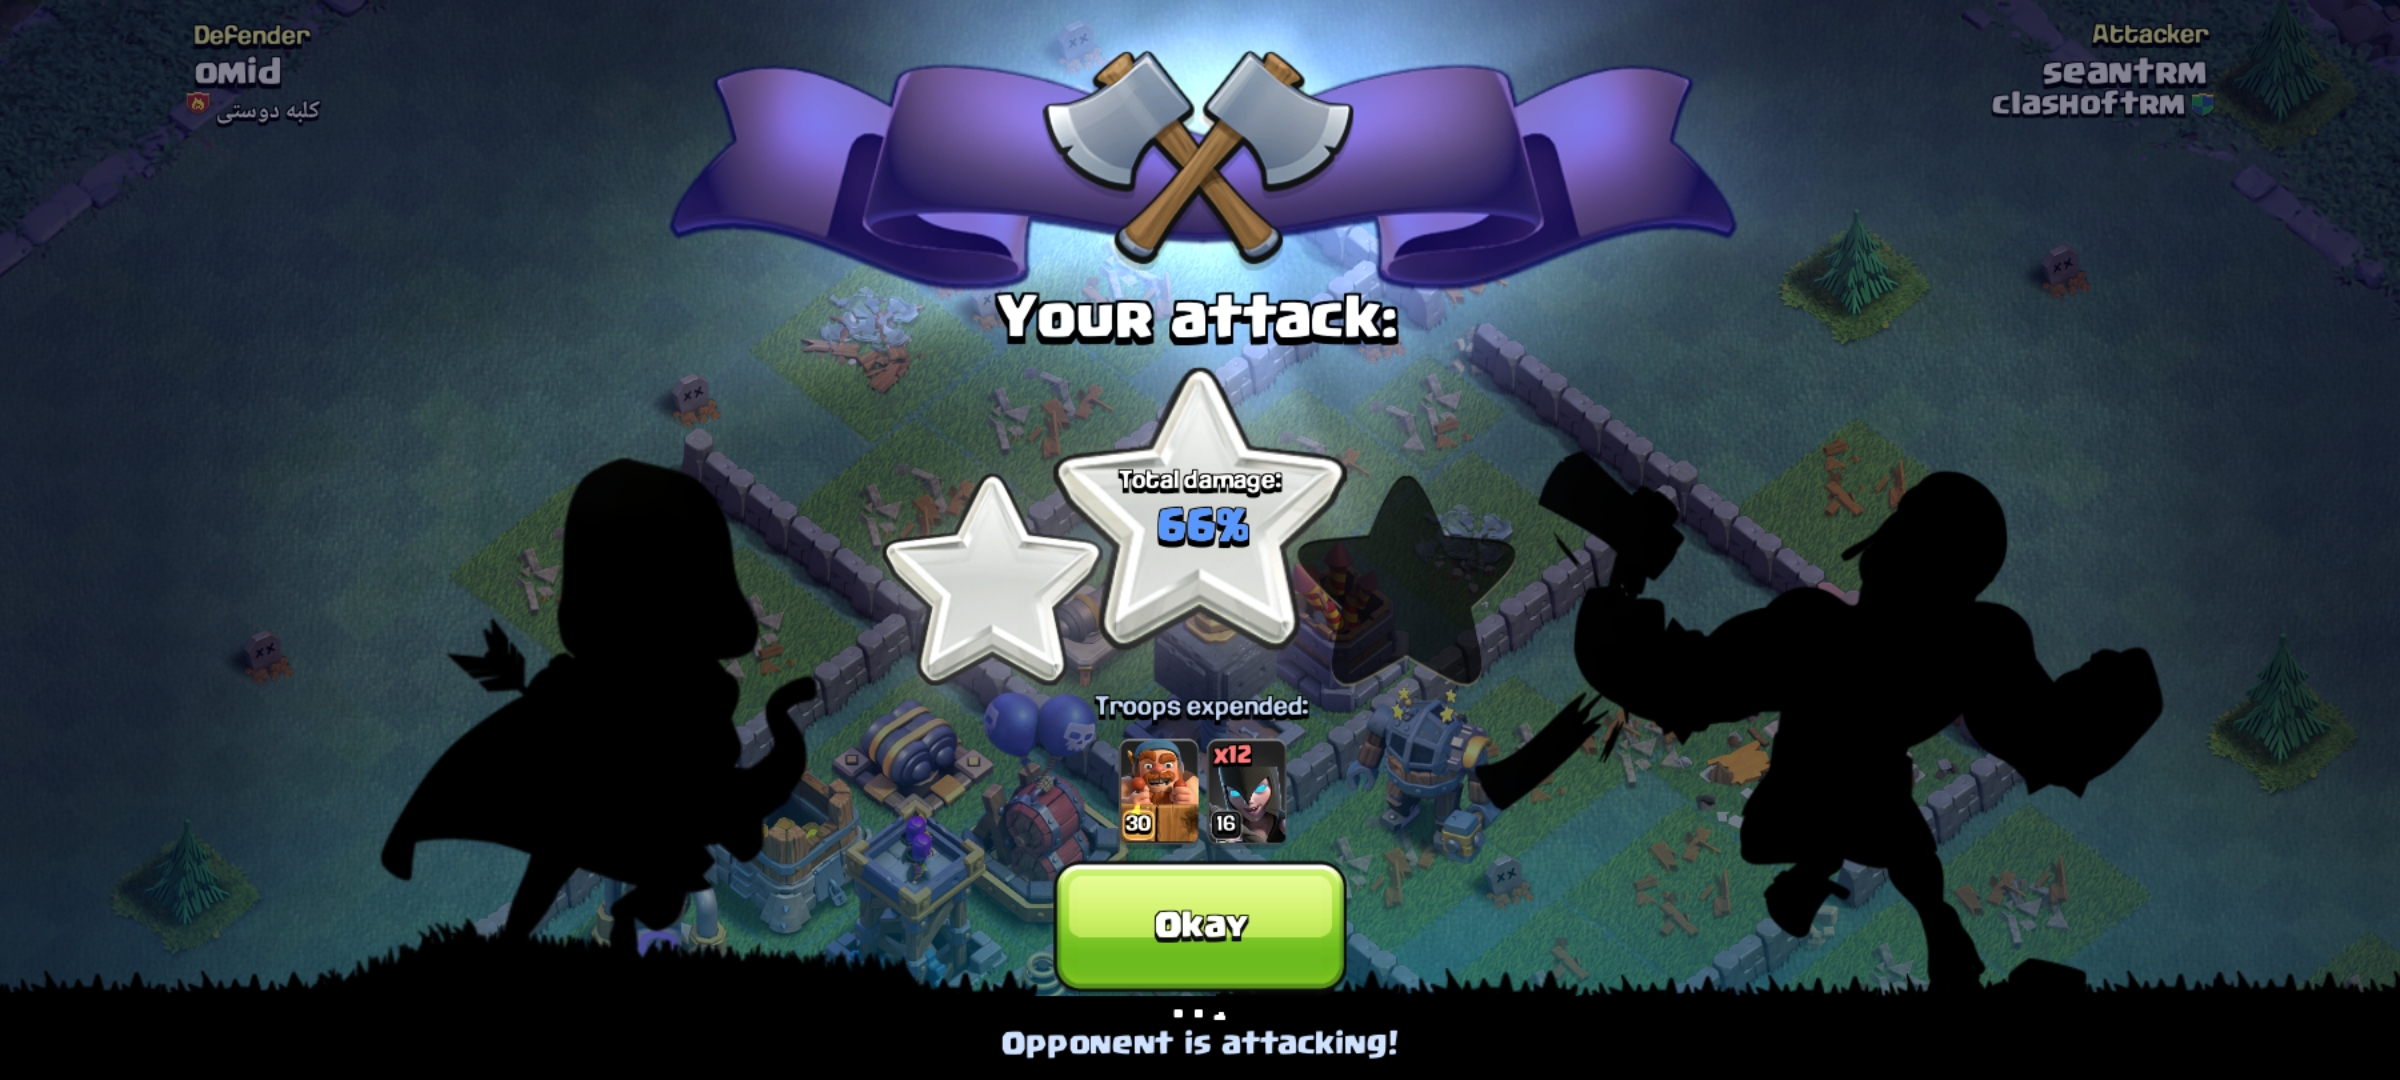 Defender
OMid
کلبه دوستی
Attacker
seantRM
clashoftRM
Your attack:
Total damage:
66%
Troops expended:
x12
30
16
Okay
Opponent is attacking!